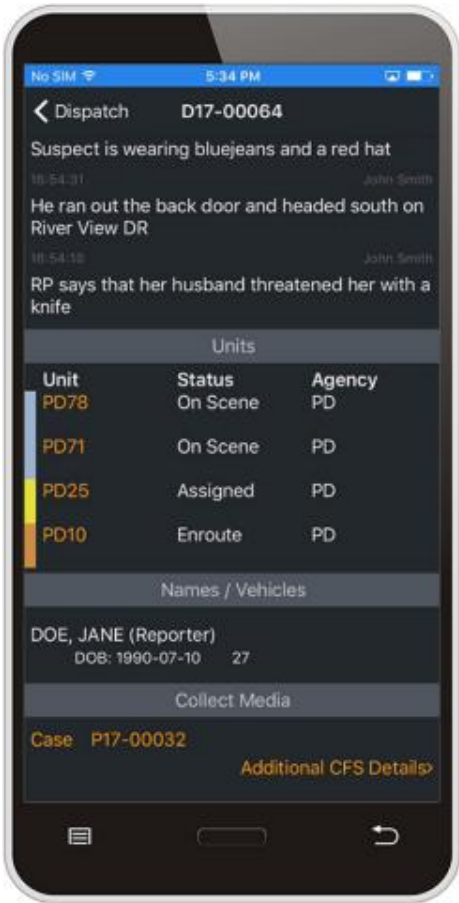 No SIM 5:34 PM
Dispatch D17-00064
Suspect is wearing bluejeans and a red hat
16:54:31 John Smith
He ran out the back door and headed south on
River View DR
16:54:10 John Smith
RP says that her husband threatened her with a
knife
Units
Unit Status Agency
PD78 On Scene PD
PD71 On Scene PD
PD25 Assigned PD
PD10 Enroute PD
Names / Vehicles
DOE, JANE (Reporter)
DOB: 1990-07-10 27
Collect Media
Case P17-00032
Additional CFS Details>